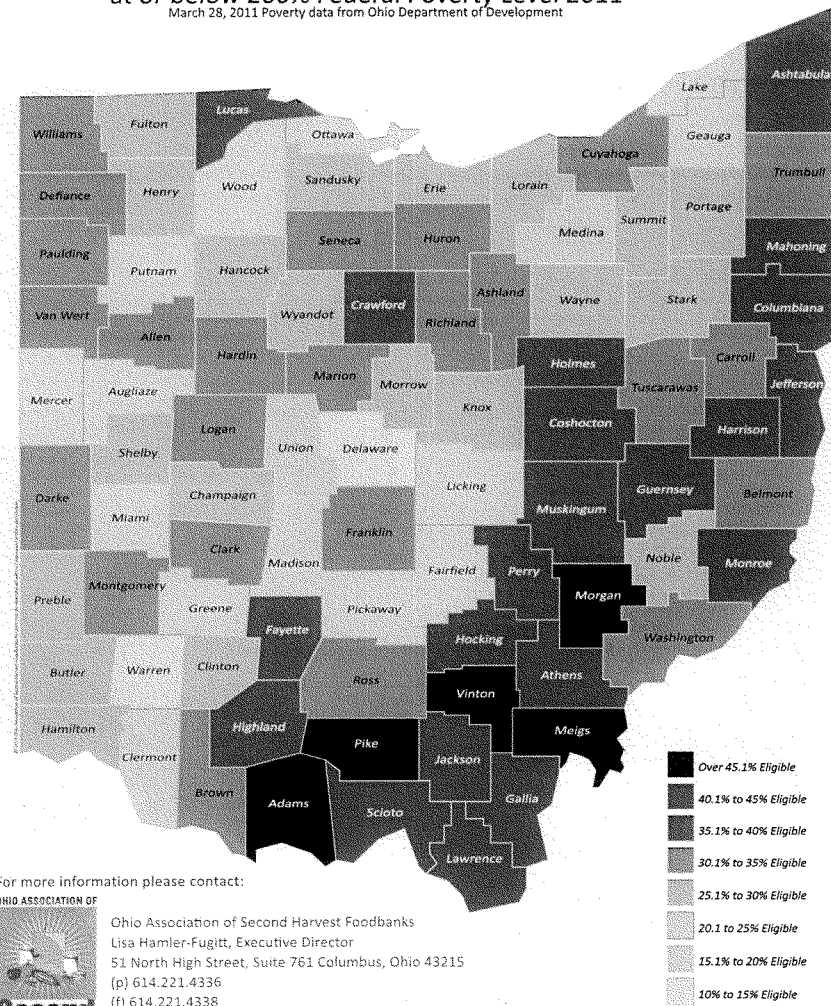 at or below 200% Federal Poverty Level 2011
March 28, 2011 Poverty data from Ohio Department of Development
Ashtabula
Lake
Lucas
Williams
Fulton
Ottawa
Geauga
Cuyahoga
Trumbull
Defiance
Henry
Wood
Sandusky
Erie
Lorain
Summit
Portage
Medina
Paulding
Seneca
Huron
Mahoning
Putnam
Hancock
Van Wert
Wyandot
Crawford
Ashland
Wayne
Stark
Columbiana
Allen
Richland
Hardin
Marion
Morrow
Holmes
Carroll
Jefferson
Tuscarawas
Mercer
Auglaize
Knox
Coshocton
Harrison
Logan
Union
Delaware
Shelby
Licking
Guernsey
Belmont
Darke
Champaign
Muskingum
Miami
Franklin
Clark
Madison
Fairfield
Perry
Noble
Monroe
Montgomery
Morgan
Preble
Greene
Pickaway
Fayette
Hocking
Washington
Butler
Warren
Clinton
Ross
Athens
Vinton
Hamilton
Highland
Pike
Meigs
Clermont
Jackson
Brown
Adams
Scioto
Gallia
Lawrence
Over 45.1% Eligible
40.1% to 45% Eligible
35.1% to 40% Eligible
30.1% to 35% Eligible
25.1% to 30% Eligible
20.1 to 25% Eligible
15.1% to 20% Eligible
10% to 15% Eligible
For more information please contact:
OHIO ASSOCIATION OF
Ohio Association of Second Harvest Foodbanks
Lisa Hamler-Fugitt, Executive Director
51 North High Street, Suite 761 Columbus, Ohio 43215
(p) 614.221.4336
(f) 614.221.4338